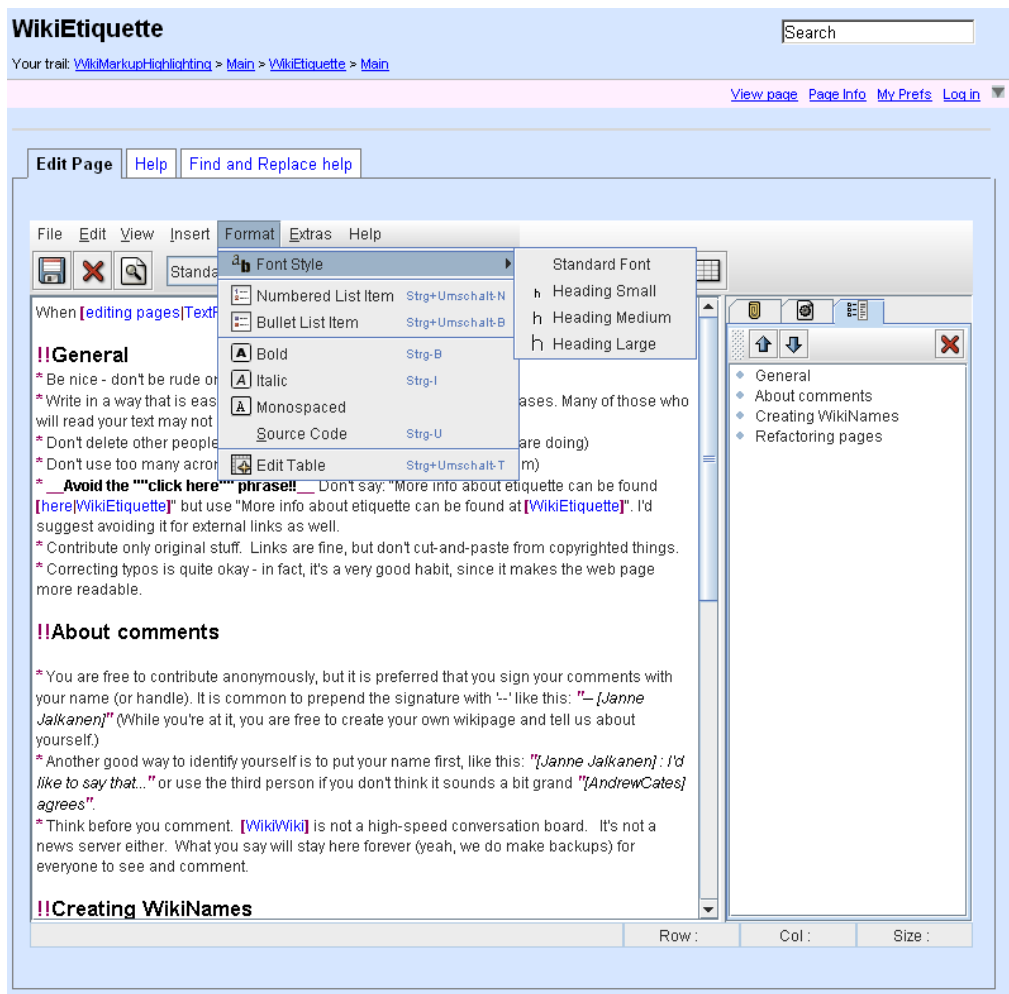 WikiEtiquette
Search
Your trail: WikiMarkupHighlighting > Main > WikiEtiquette > Main
View page Page Info My Prefs Log in
Edit Page Help Find and Replace help
File Edit View Insert Format Extras Help
Standa
ab Font Style
Numbered List Item Strg+Umschalt-N
Bullet List Item Strg+Umschalt-B
A Bold Strg-B
A Italic Strg-I
A Monospaced
Source Code Strg-U
Edit Table Strg+Umschalt-T
Standard Font
h Heading Small
h Heading Medium
h Heading Large
When [editing pages|TextF
!!General
* Be nice - don't be rude or
* Write in a way that is eas ases. Many of those who
will read your text may not
* Don't delete other people are doing)
* Don't use too many acron m)
* __Avoid the ""click here"" phrase!!__ Don't say: "More info about etiquette can be found
[here|WikiEtiquette]" but use "More info about etiquette can be found at [WikiEtiquette]". I'd
suggest avoiding it for external links as well.
* Contribute only original stuff. Links are fine, but don't cut-and-paste from copyrighted things.
* Correcting typos is quite okay - in fact, it's a very good habit, since it makes the web page
more readable.
!!About comments
* You are free to contribute anonymously, but it is preferred that you sign your comments with
your name (or handle). It is common to prepend the signature with '--' like this: ''-- [Janne
Jalkanen]'' (While you're at it, you are free to create your own wikipage and tell us about
yourself.)
* Another good way to identify yourself is to put your name first, like this: ''[Janne Jalkanen] : I'd
like to say that...'' or use the third person if you don't think it sounds a bit grand ''[AndrewCates]
agrees''.
* Think before you comment. [WikiWiki] is not a high-speed conversation board. It's not a
news server either. What you say will stay here forever (yeah, we do make backups) for
everyone to see and comment.
!!Creating WikiNames
General
About comments
Creating WikiNames
Refactoring pages
Row : Col : Size :